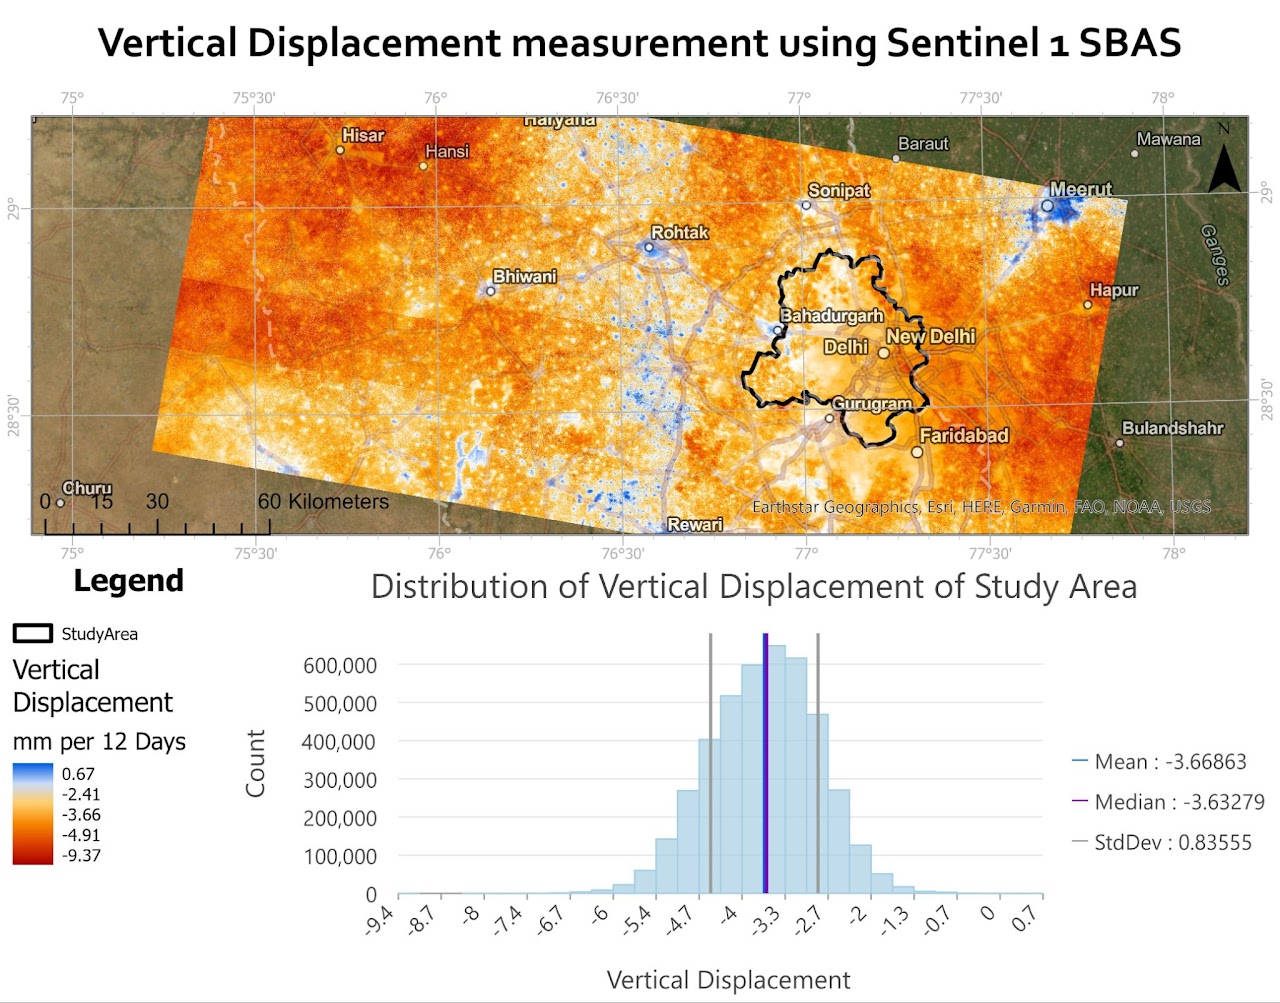 Vertical Displacement measurement using Sentinel 1 SBAS
75° 75°30' 76° 76°30' 77° 77°30' 78°
Haryana
Hisar
Hansi
Baraut
Mawana
N
Sonipat
Meerut
29° 29°
Rohtak
Ganges
Bhiwani
Hapur
Bahadurgarh
New Delhi
Delhi
28°30' 28°30'
Gurugram
Faridabad
Bulandshahr
Churu
0 15 30 60 Kilometers
Earthstar Geographics, Esri, HERE, Garmin, FAO, NOAA, USGS
Rewari
75° 75°30' 76° 76°30' 77° 77°30' 78°
Legend
StudyArea
Vertical
Displacement
mm per 12 Days
0.67
-2.41
-3.66
-4.91
-9.37
Distribution of Vertical Displacement of Study Area
Count
600,000
500,000
400,000
300,000
200,000
100,000
0
-9.4 -8.7 -8 -7.4 -6.7 -6 -5.4 -4.7 -4 -3.3 -2.7 -2 -1.3 -0.7 0 0.7
Vertical Displacement
Mean : -3.66863
Median : -3.63279
StdDev : 0.83555